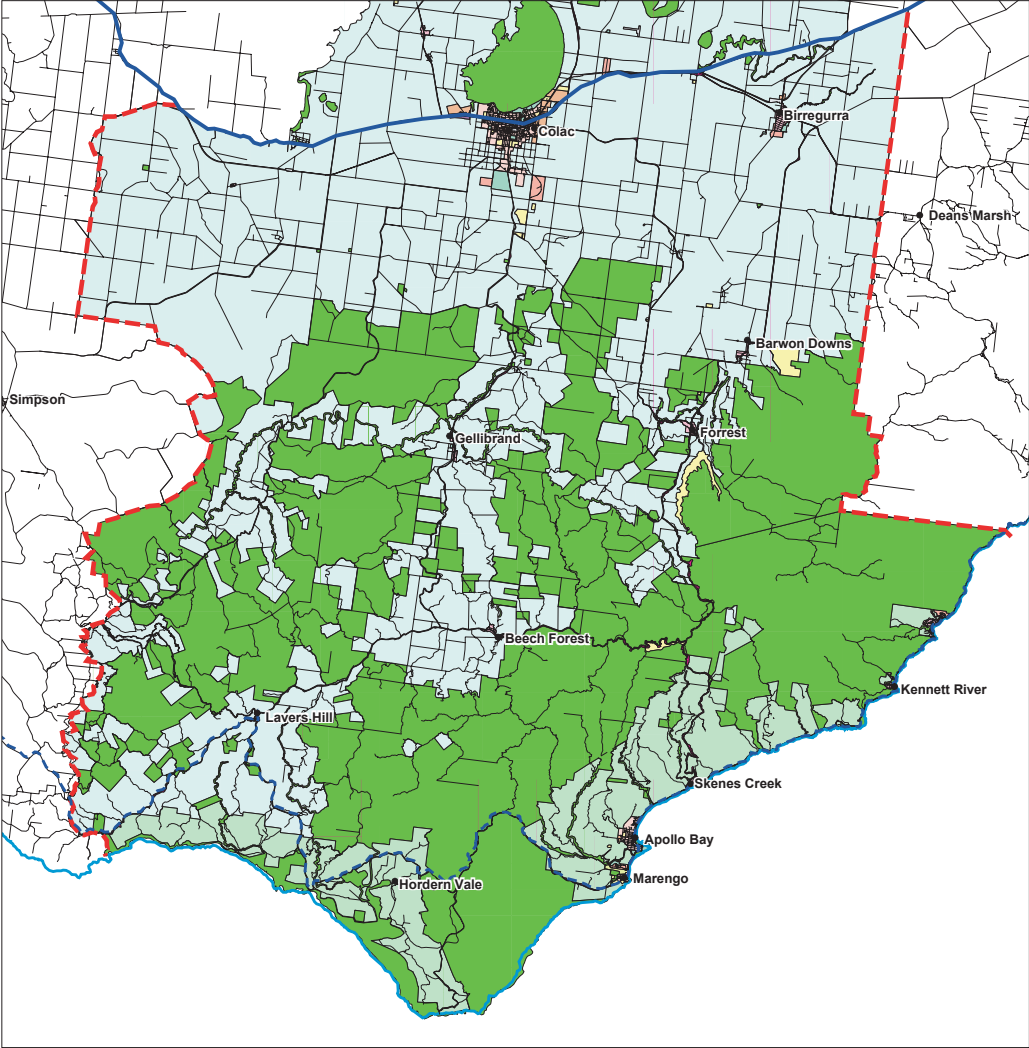 Colac
Birregurra
Deans Marsh
Barwon Downs
Simpson
Forrest
Gellibrand
Beech Forest
Kennett River
Lavers Hill
Skenes Creek
Apollo Bay
Marengo
Hordern Vale